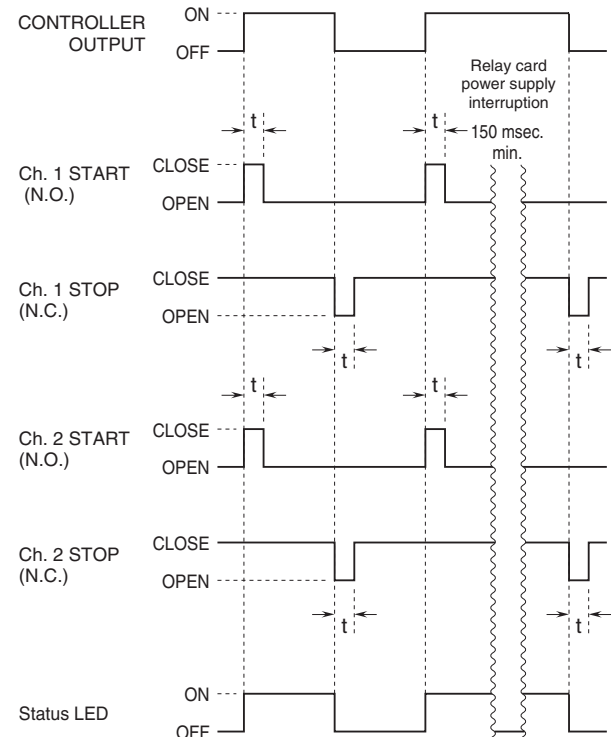 CONTROLLER
OUTPUT
ON
OFF
Relay card
power supply
interruption
150 msec.
min.
t
t
Ch. 1 START
(N.O.)
CLOSE
OPEN
Ch. 1 STOP
(N.C.)
CLOSE
OPEN
t
t
t
t
Ch. 2 START
(N.O.)
CLOSE
OPEN
Ch. 2 STOP
(N.C.)
CLOSE
OPEN
t
t
Status LED
ON
OFF